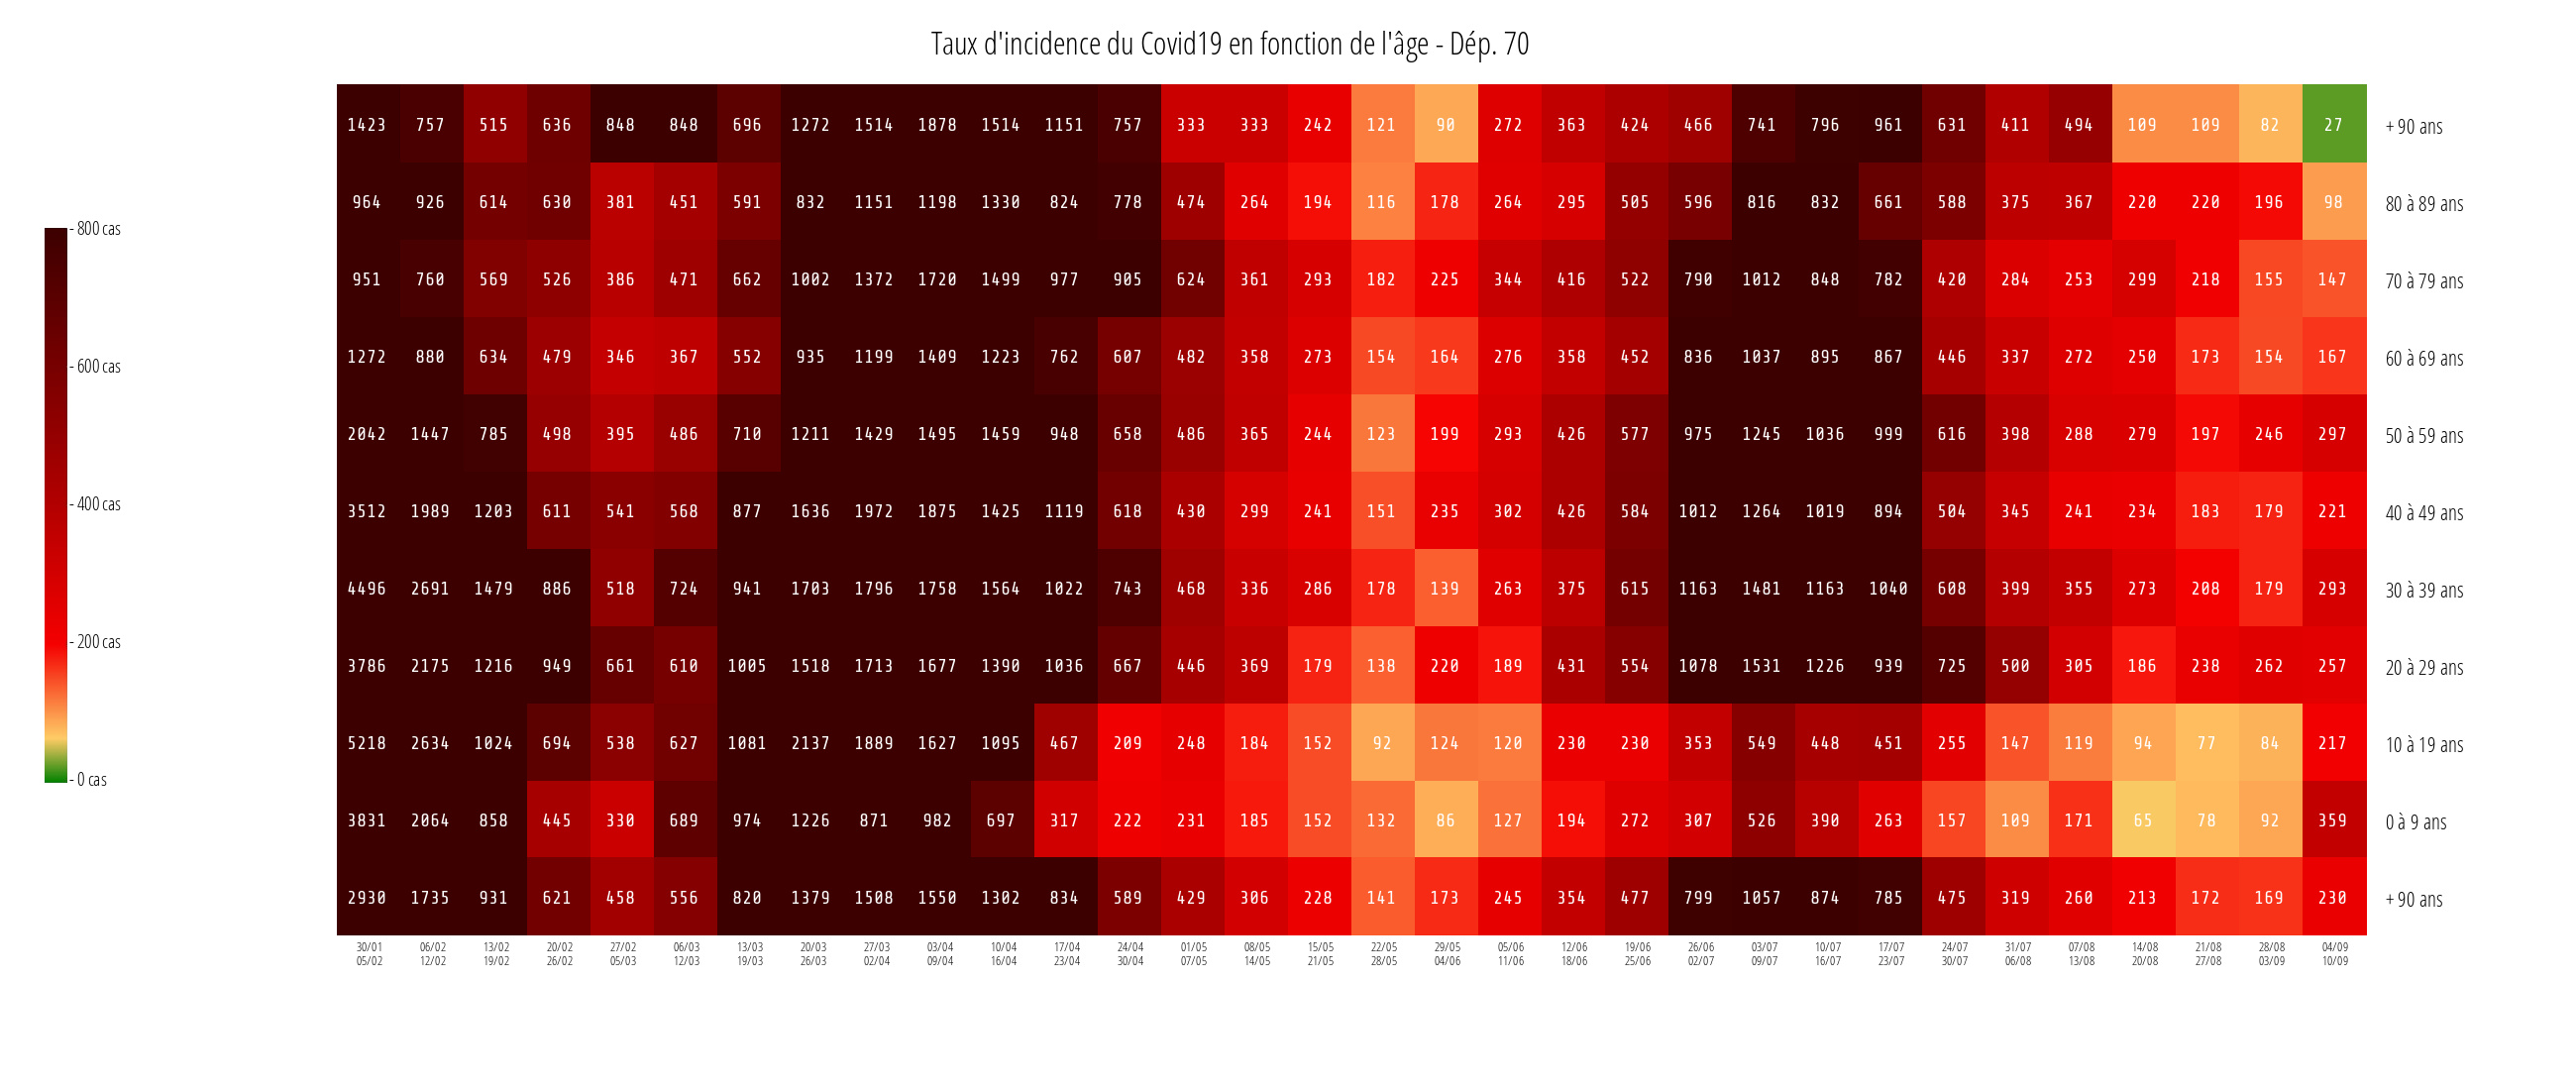 Taux d'incidence du Covid19 en fonction de l'âge - Dép. 70
- 800 cas
- 600 cas
- 400 cas
- 200 cas
- 0 cas
1423 757 515 636 848 848 696 1272 1514 1878 1514 1151 757 333 333 242 121 90 272 363 424 466 741 796 961 631 411 494 109 109 82 27 + 90 ans
964 926 614 630 381 451 591 832 1151 1198 1330 824 778 474 264 194 116 178 264 295 505 596 816 832 661 588 375 367 220 220 196 98 80 à 89 ans
951 760 569 526 386 471 662 1002 1372 1720 1499 977 905 624 361 293 182 225 344 416 522 790 1012 848 782 420 284 253 299 218 155 147 70 à 79 ans
1272 880 634 479 346 367 552 935 1199 1409 1223 762 607 482 358 273 154 164 276 358 452 836 1037 895 867 446 337 272 250 173 154 167 60 à 69 ans
2042 1447 785 498 395 486 710 1211 1429 1495 1459 948 658 486 365 244 123 199 293 426 577 975 1245 1036 999 616 398 288 279 197 246 297 50 à 59 ans
3512 1989 1203 611 541 568 877 1636 1972 1875 1425 1119 618 430 299 241 151 235 302 426 584 1012 1264 1019 894 504 345 241 234 183 179 221 40 à 49 ans
4496 2691 1479 886 518 724 941 1703 1796 1758 1564 1022 743 468 336 286 178 139 263 375 615 1163 1481 1163 1040 608 399 355 273 208 179 293 30 à 39 ans
3786 2175 1216 949 661 610 1005 1518 1713 1677 1390 1036 667 446 369 179 138 220 189 431 554 1078 1531 1226 939 725 500 305 186 238 262 257 20 à 29 ans
5218 2634 1024 694 538 627 1081 2137 1889 1627 1095 467 209 248 184 152 92 124 120 230 230 353 549 448 451 255 147 119 94 77 84 217 10 à 19 ans
3831 2064 858 445 330 689 974 1226 871 982 697 317 222 231 185 152 132 86 127 194 272 307 526 390 263 157 109 171 65 78 92 359 0 à 9 ans
2930 1735 931 621 458 556 820 1379 1508 1550 1302 834 589 429 306 228 141 173 245 354 477 799 1057 874 785 475 319 260 213 172 169 230 + 90 ans
30/01 06/02 13/02 20/02 27/02 06/03 13/03 20/03 27/03 03/04 10/04 17/04 24/04 01/05 08/05 15/05 22/05 29/05 05/06 12/06 19/06 26/06 03/07 10/07 17/07 24/07 31/07 07/08 14/08 21/08 28/08 04/09
05/02 12/02 19/02 26/02 05/03 12/03 19/03 26/03 02/04 09/04 16/04 23/04 30/04 07/05 14/05 21/05 28/05 04/06 11/06 18/06 25/06 02/07 09/07 16/07 23/07 30/07 06/08 13/08 20/08 27/08 03/09 10/09